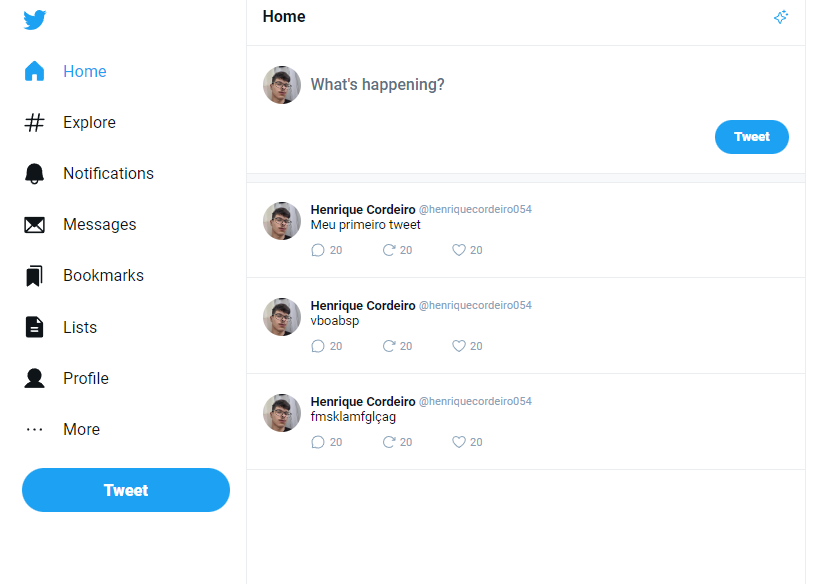 Home
Explore
Notifications
Messages
Bookmarks
Lists
Profile
More
Tweet
Home
What's happening?
Tweet
Henrique Cordeiro @henriquecordeiro054
Meu primeiro tweet
20 20 20
Henrique Cordeiro @henriquecordeiro054
vboabsp
20 20 20
Henrique Cordeiro @henriquecordeiro054
fmsklamfglçag
20 20 20